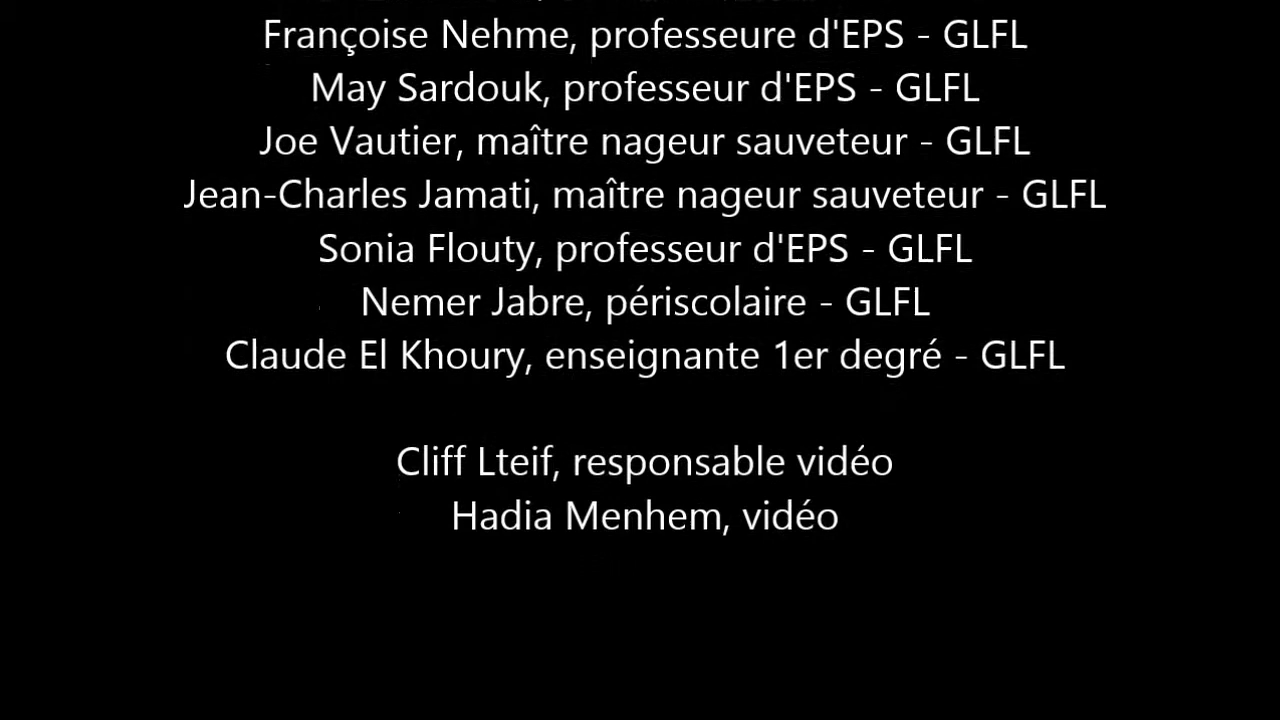 Françoise Nehme, professeure d'EPS - GLFL
May Sardouk, professeur d'EPS - GLFL
Joe Vautier, maître nageur sauveteur - GLFL
Jean-Charles Jamati, maître nageur sauveteur - GLFL
Sonia Flouty, professeur d'EPS - GLFL
Nemer Jabre, périscolaire - GLFL
Claude El Khoury, enseignante 1er degré - GLFL
Cliff Lteif, responsable vidéo
Hadia Menhem, vidéo